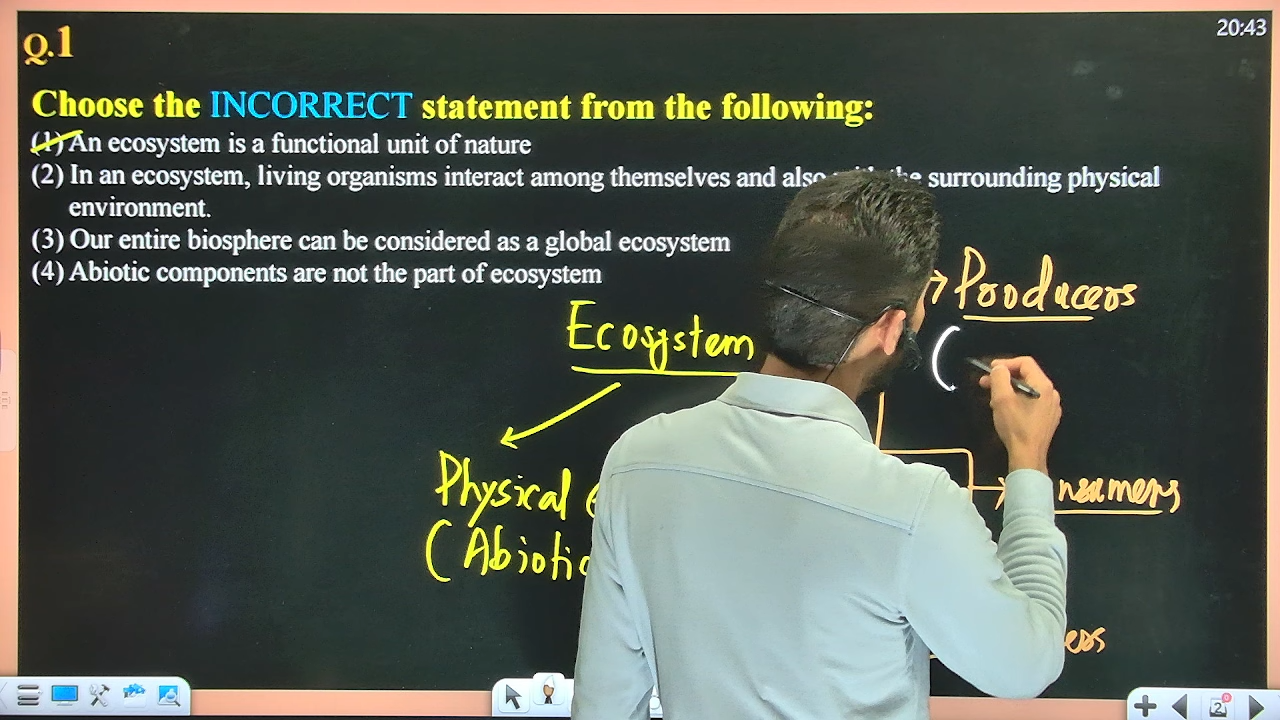 Q.1
20:43
Choose the INCORRECT statement from the following:
(1) An ecosystem is a functional unit of nature
(2) In an ecosystem, living organisms interact among themselves and also with the surrounding physical
environment.
(3) Our entire biosphere can be considered as a global ecosystem
(4) Abiotic components are not the part of ecosystem
Producers
Ecosystem
(
Physical
(Abiotic
2